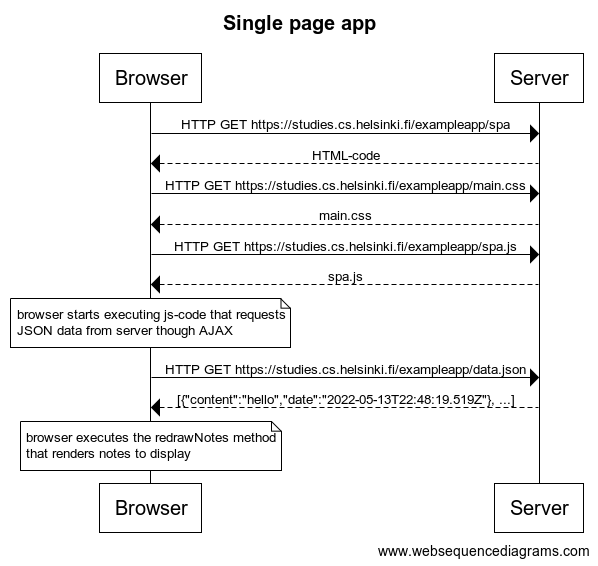 Single page app
Browser
Server
HTTP GET https://studies.cs.helsinki.fi/exampleapp/spa
HTML-code
HTTP GET https://studies.cs.helsinki.fi/exampleapp/main.css
main.css
HTTP GET https://studies.cs.helsinki.fi/exampleapp/spa.js
spa.js
browser starts executing js-code that requests
JSON data from server though AJAX
HTTP GET https://studies.cs.helsinki.fi/exampleapp/data.json
[{"content":"hello","date":"2022-05-13T22:48:19.519Z"}, ...]
browser executes the redrawNotes method
that renders notes to display
Browser
Server
www.websequencediagrams.com